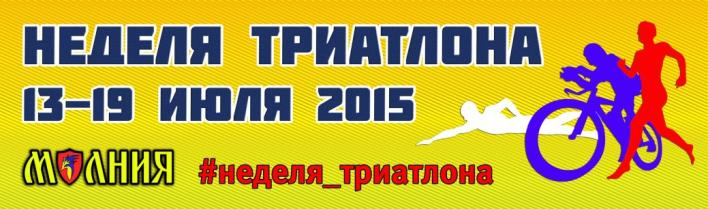 НЕДЕЛЯ ТРИАТЛОНА
13-19 ИЮЛЯ 2015
МОЛНИЯ #неделя_триатлона